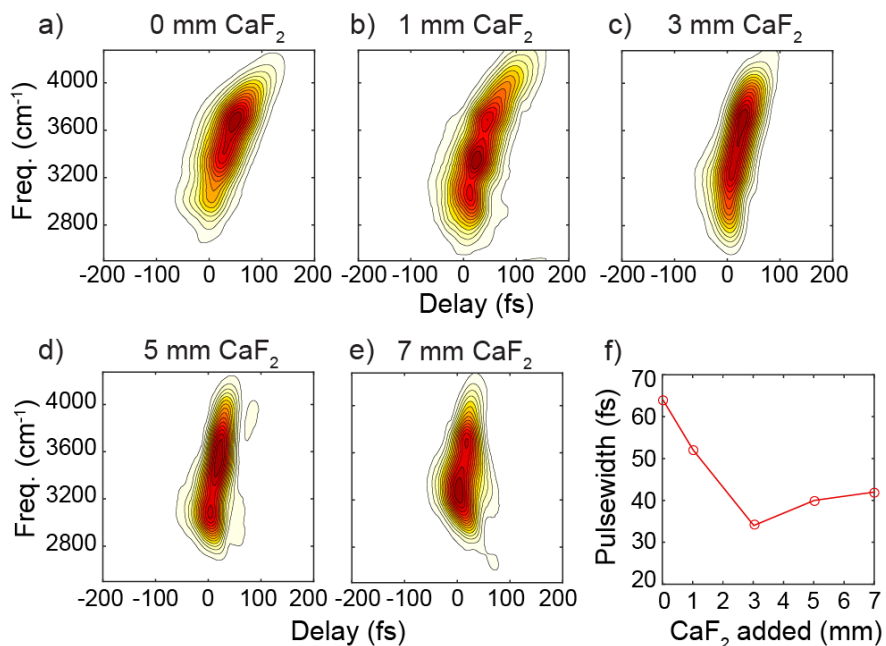 a) 0 mm CaF₂
b) 1 mm CaF₂
c) 3 mm CaF₂
Freq. (cm⁻¹)
4000
3600
3200
2800
-200 -100 0 100 200
-200 -100 0 100 200
-200 -100 0 100 200
Delay (fs)
d) 5 mm CaF₂
e) 7 mm CaF₂
f)
Freq. (cm⁻¹)
4000
3600
3200
2800
-200 -100 0 100 200
-200 -100 0 100 200
Delay (fs)
Pulsewidth (fs)
70
60
50
40
30
20
0 1 2 3 4 5 6 7
CaF₂ added (mm)